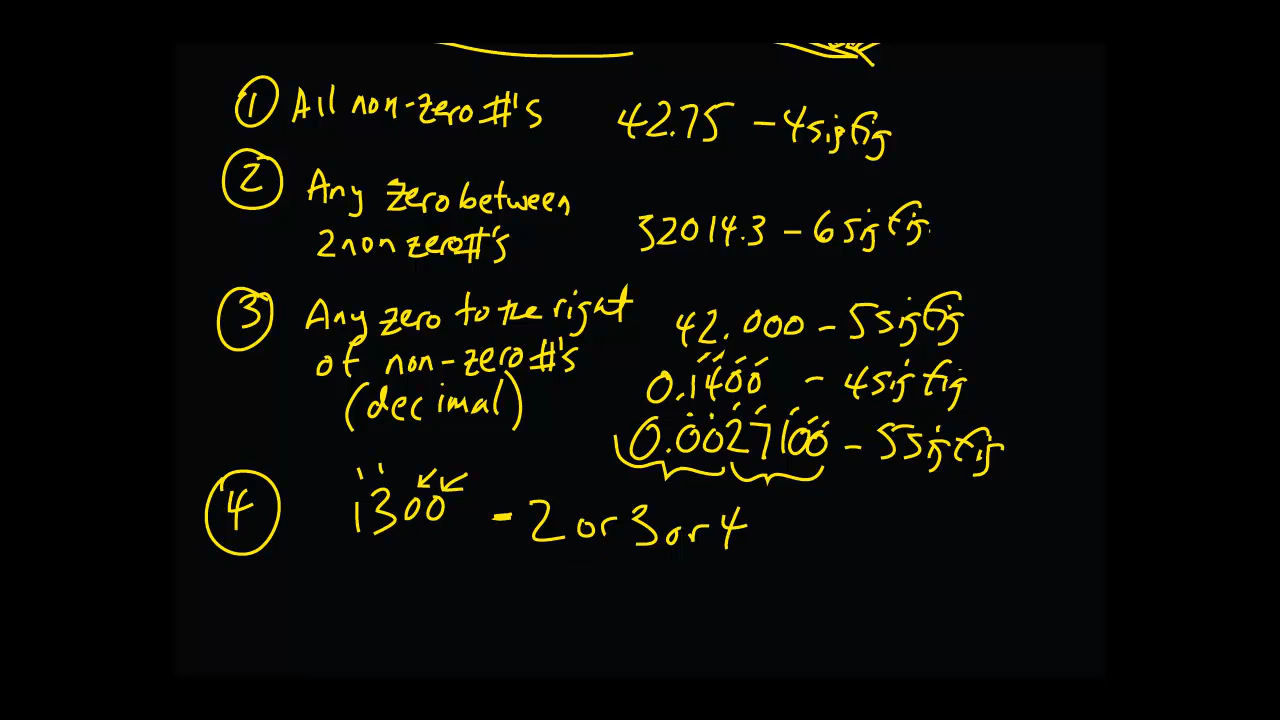 1 All non-zero #'s 42.75 - 4 sig fig
2 Any zero between
2 non zero #'s 32014.3 - 6 sig fig.
3 Any zero to the right 42.000 - 5 sig fig
of non-zero #'s 0.1400 - 4 sig fig
(decimal) 0.0027100 - 5 sig fig
4 1300 - 2 or 3 or 4